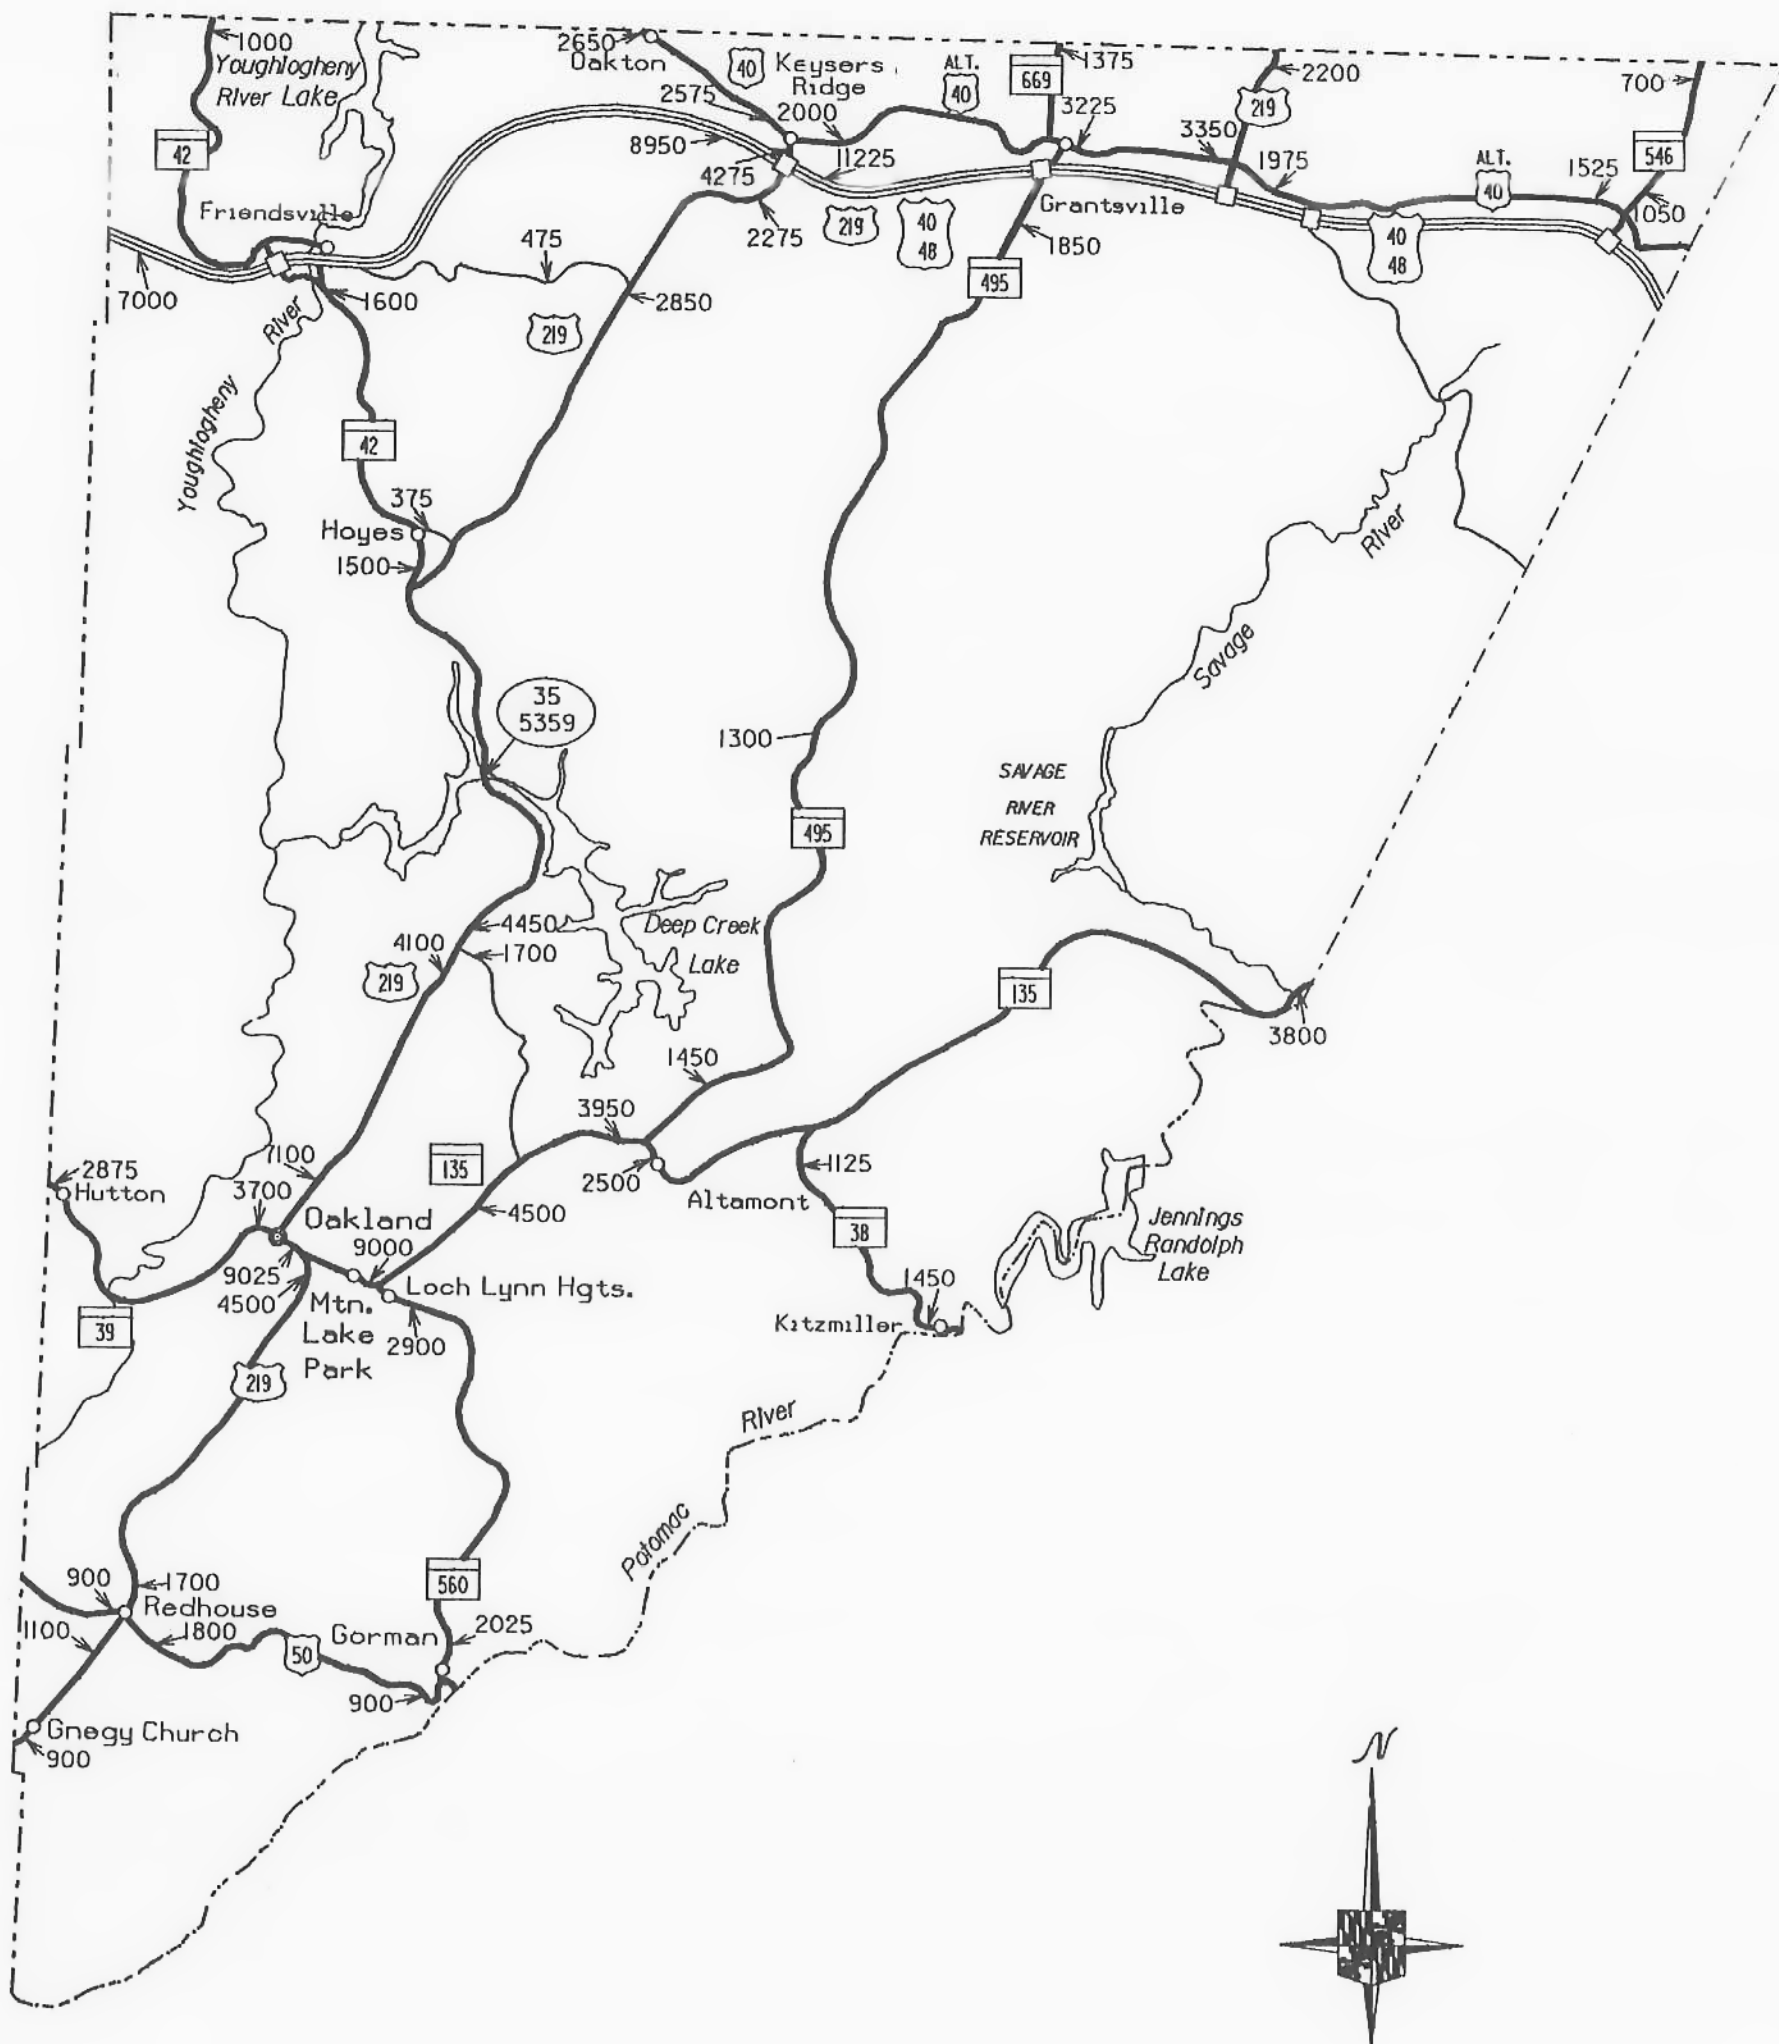 1000
Youghiogheny
River Lake
2650
Oakton
40
Keysers
Ridge
ALT.
40
669
1375
2200
219
700
2575
2000
3225
3350
1975
546
42
8950
4275
11225
ALT.
40
1525
1050
Friendsville
219
40
48
Grantsville
40
48
475
2275
1850
495
7000
1600
River
2850
219
Youghiogheny
42
375
Hoyes
1500
River
Savage
35
5359
1300
SAVAGE
RIVER
RESERVOIR
495
4450
Deep Creek
Lake
4100
1700
219
135
3800
1450
3950
7100
135
2500
Altamont
1125
2875
Hutton
3700
Oakland
4500
38
Jennings
Randolph
Lake
9000
9025
4500
Loch Lynn Hgts.
1450
Mtn.
Lake
Park
2900
Kitzmiller
39
219
River
Potomac
900
1700
Redhouse
560
1100
1800
Gorman
2025
50
900
Gnegy Church
900
N